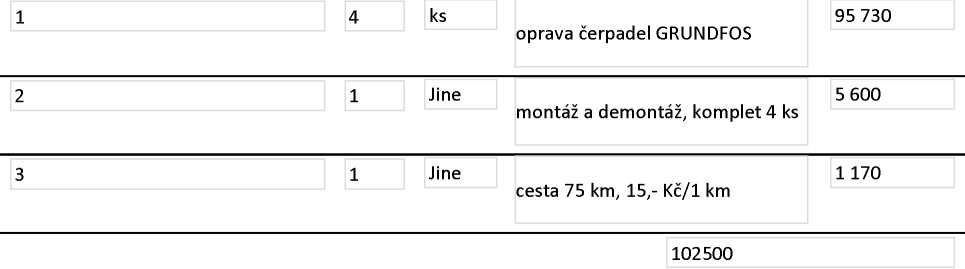 1 4 ks oprava čerpadel GRUNDFOS 95 730
2 1 Jine montáž a demontáž, komplet 4 ks 5 600
3 1 Jine cesta 75 km, 15,- Kč/1 km 1 170
102500